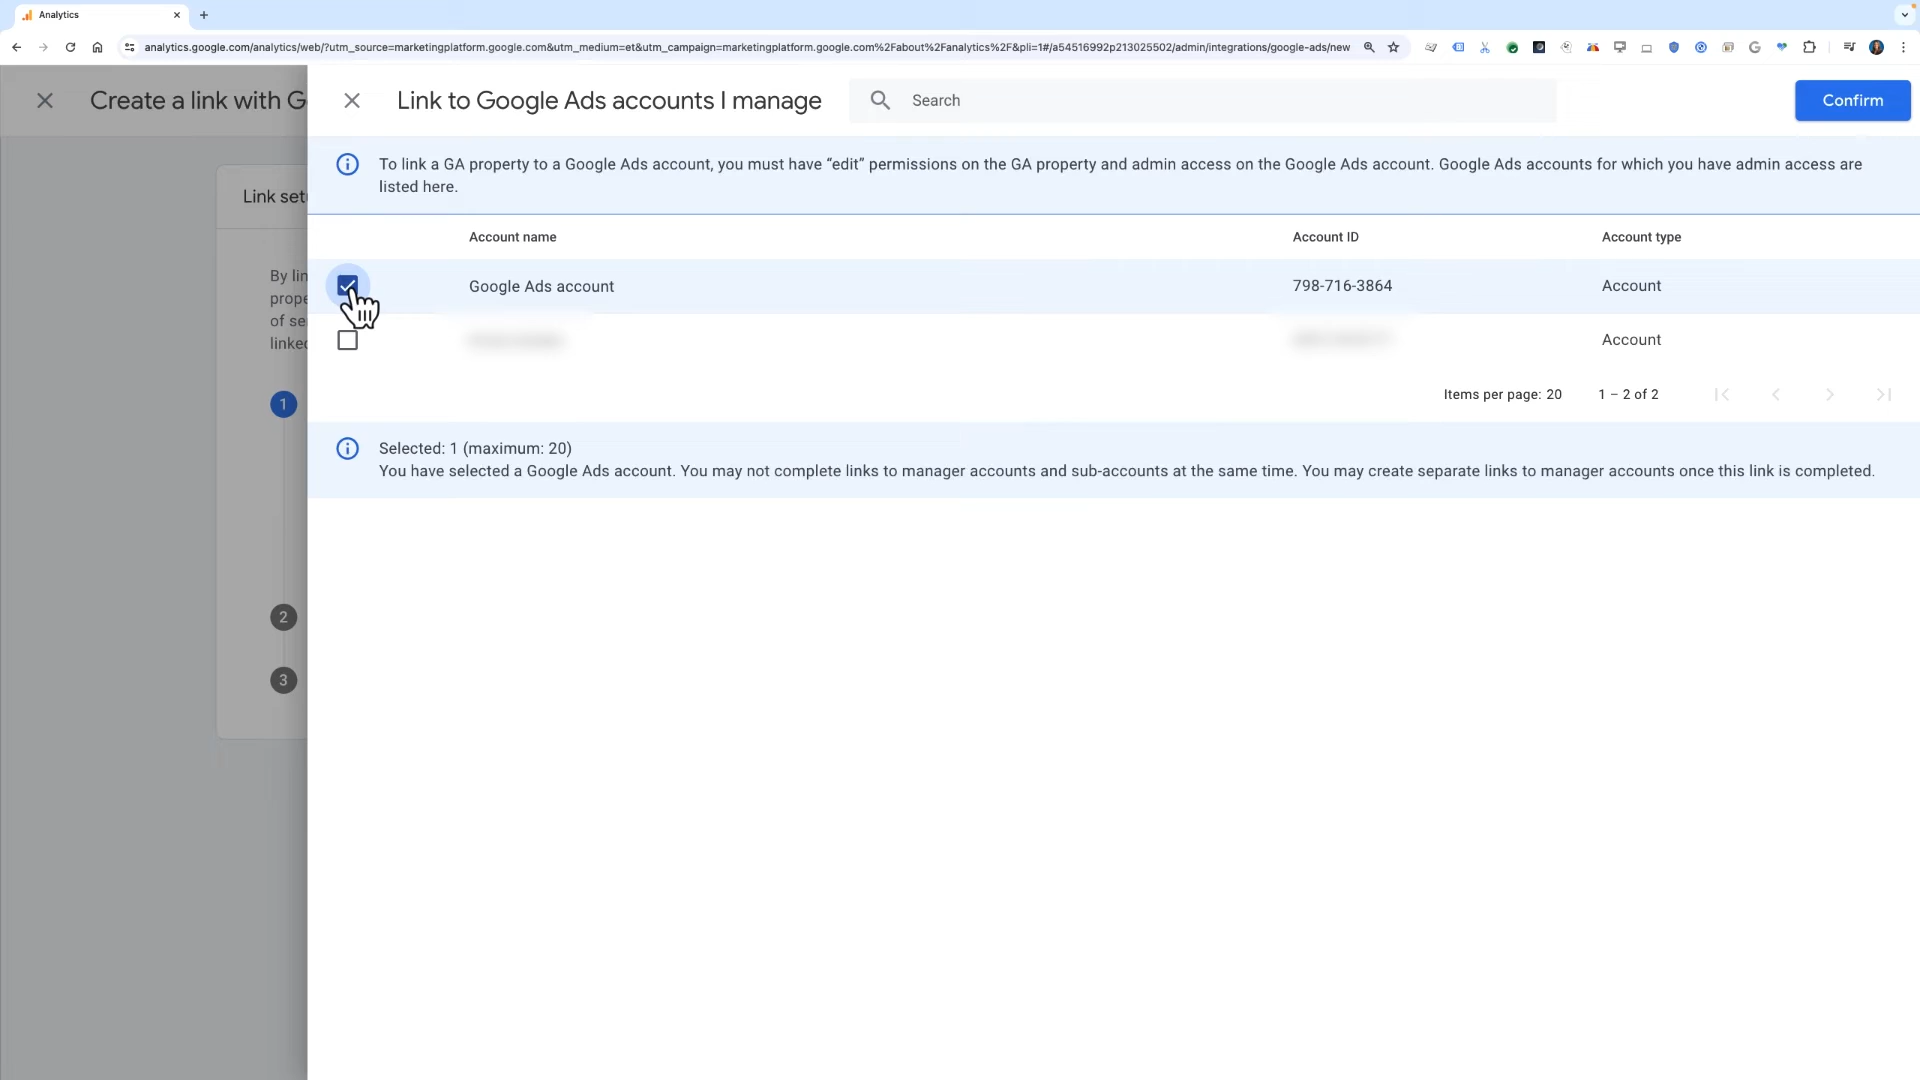 Analytics
analytics.google.com/analytics/web/?utm_source=marketingplatform.google.com&utm_medium=et&utm_campaign=marketingplatform.google.com%2Fabout%2Fanalytics%2F&pli=1#/a54516992p213025502/admin/integrations/google-ads/new
Create a link with G
Link to Google Ads accounts I manage
Search
Confirm
To link a GA property to a Google Ads account, you must have “edit” permissions on the GA property and admin access on the Google Ads account. Google Ads accounts for which you have admin access are
listed here.
Link set
Account name Account ID Account type
By lin
prope
of se
linked
Google Ads account 798-716-3864 Account
Account
Items per page: 20 1 – 2 of 2
1
Selected: 1 (maximum: 20)
You have selected a Google Ads account. You may not complete links to manager accounts and sub-accounts at the same time. You may create separate links to manager accounts once this link is completed.
2
3